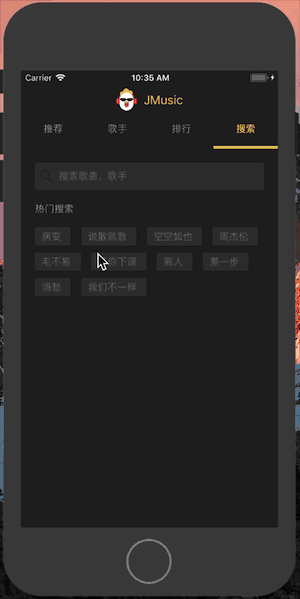 Carrier 10:35 AM
JMusic
推荐 歌手 排行 搜索
搜索歌曲、歌手
热门搜索
病变 说散就散 空空如也 周杰伦
毛不易 你下课 离人 差一步
消愁 我们不一样